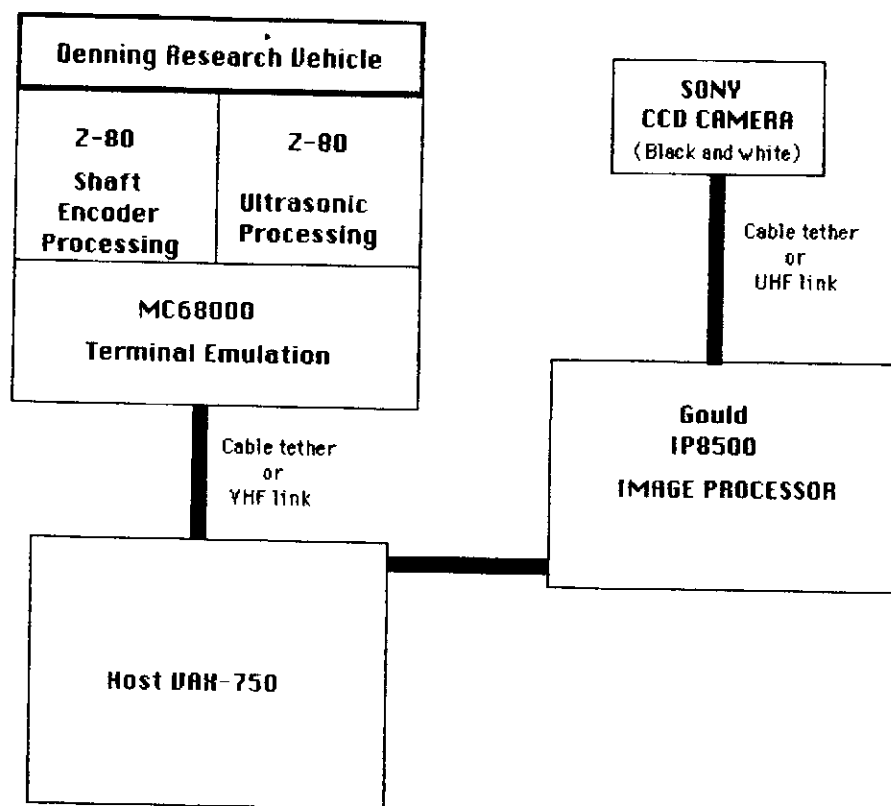 Denning Research Vehicle
Z-80
Shaft
Encoder
Processing
Z-80
Ultrasonic
Processing
MC68000
Terminal Emulation
Cable tether
or
VHF link
Host VAX-750
SONY
CCD CAMERA
(Black and white)
Cable tether
or
UHF link
Gould
IP8500
IMAGE PROCESSOR